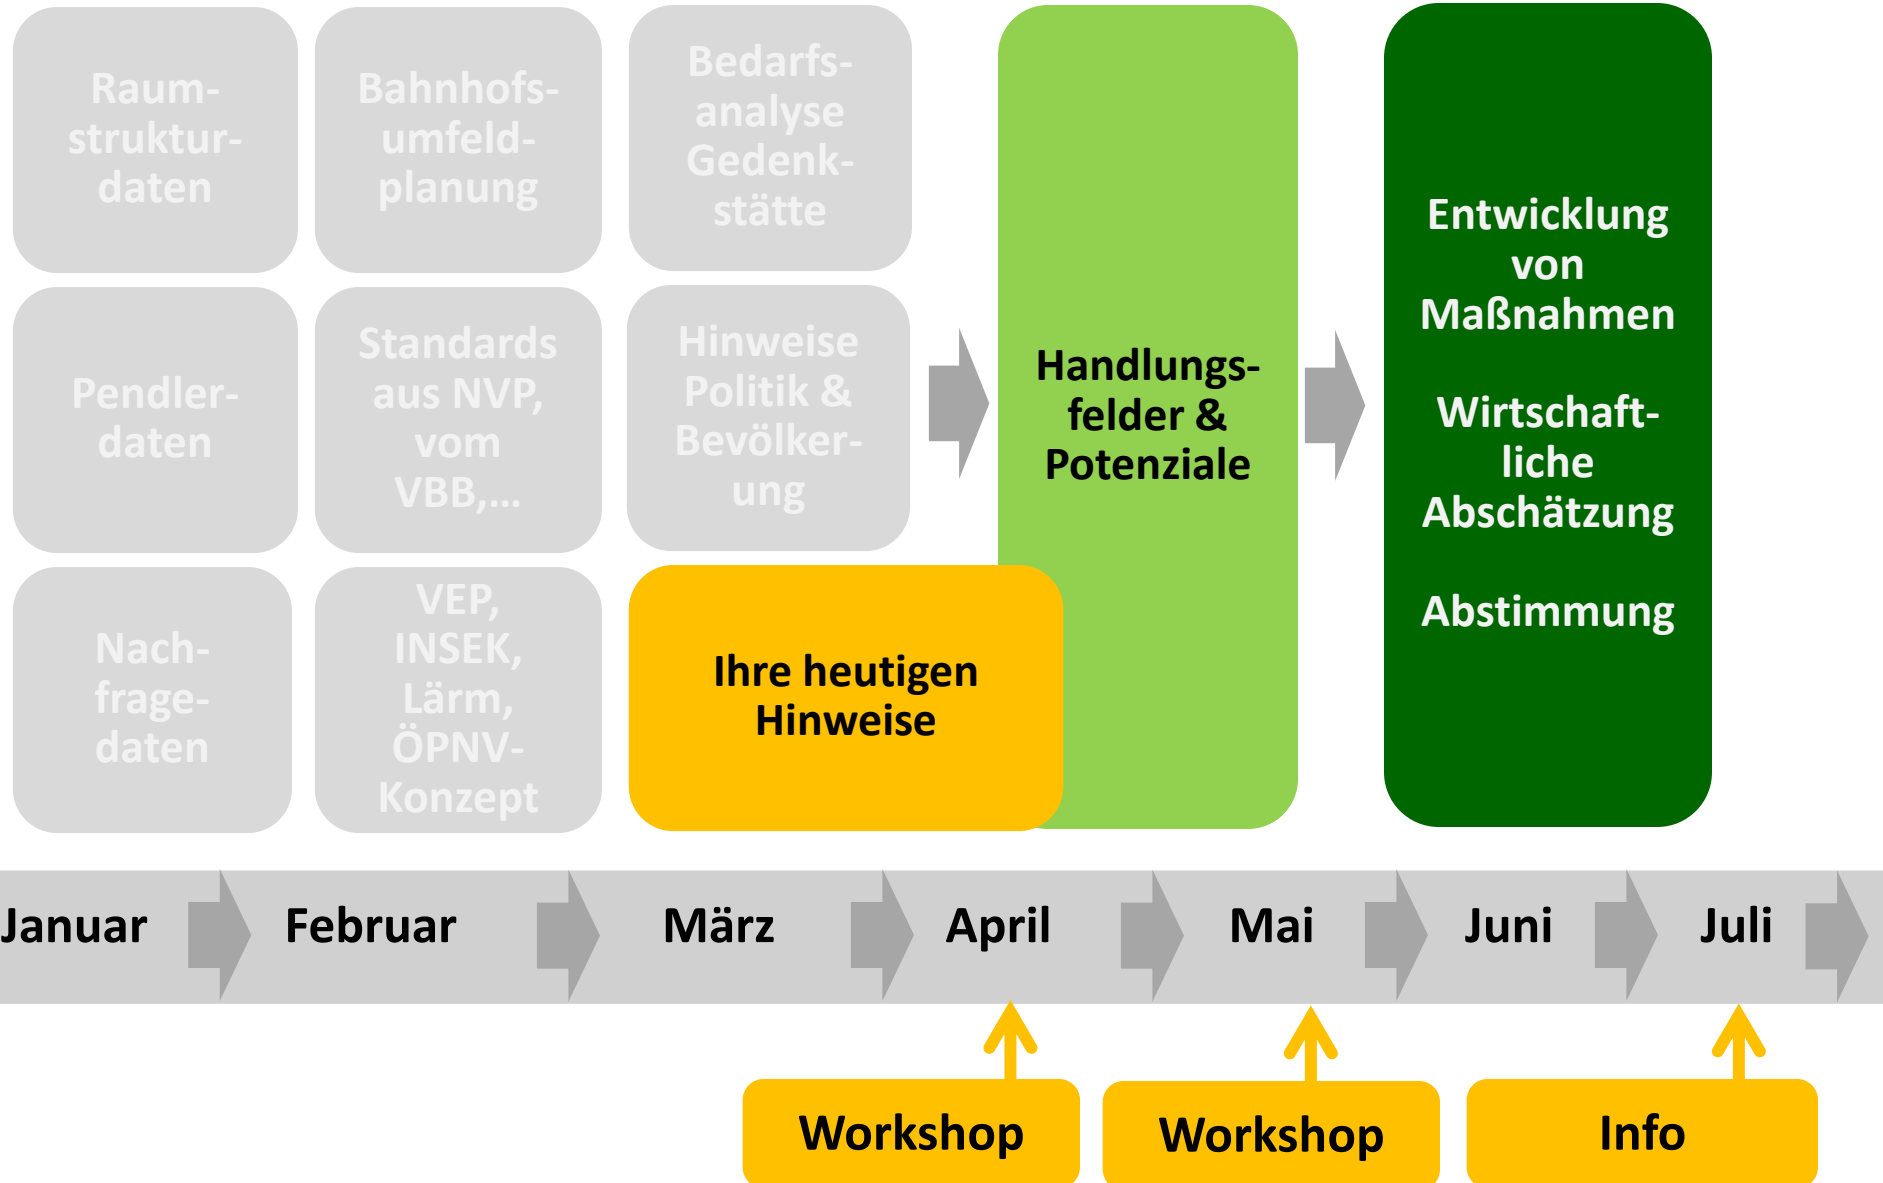 Raum-
struktur-
daten
Bahnhofs-
umfeld-
planung
Bedarfs-
analyse
Gedenk-
stätte
Pendler-
daten
Standards
aus NVP,
vom
VBB,...
Hinweise
Politik &
Bevölker-
ung
Nach-
frage-
daten
VEP,
INSEK,
Lärm,
ÖPNV-
Konzept
Ihre heutigen
Hinweise
Handlungs-
felder &
Potenziale
Entwicklung
von
Maßnahmen
Wirtschaft-
liche
Abschätzung
Abstimmung
Januar
Februar
März
April
Mai
Juni
Juli
Workshop
Workshop
Info